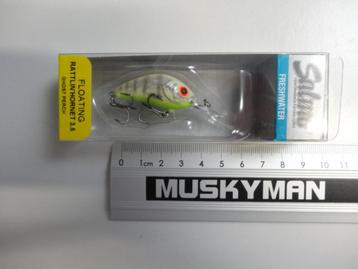 FLOATING
RATTLIN' HORNET 3.5
GHOST PERCH
FRESHWATER
Salmo
0 1cm 2 3 4 5 6 7 8 9 10 11
MUSKYMAN